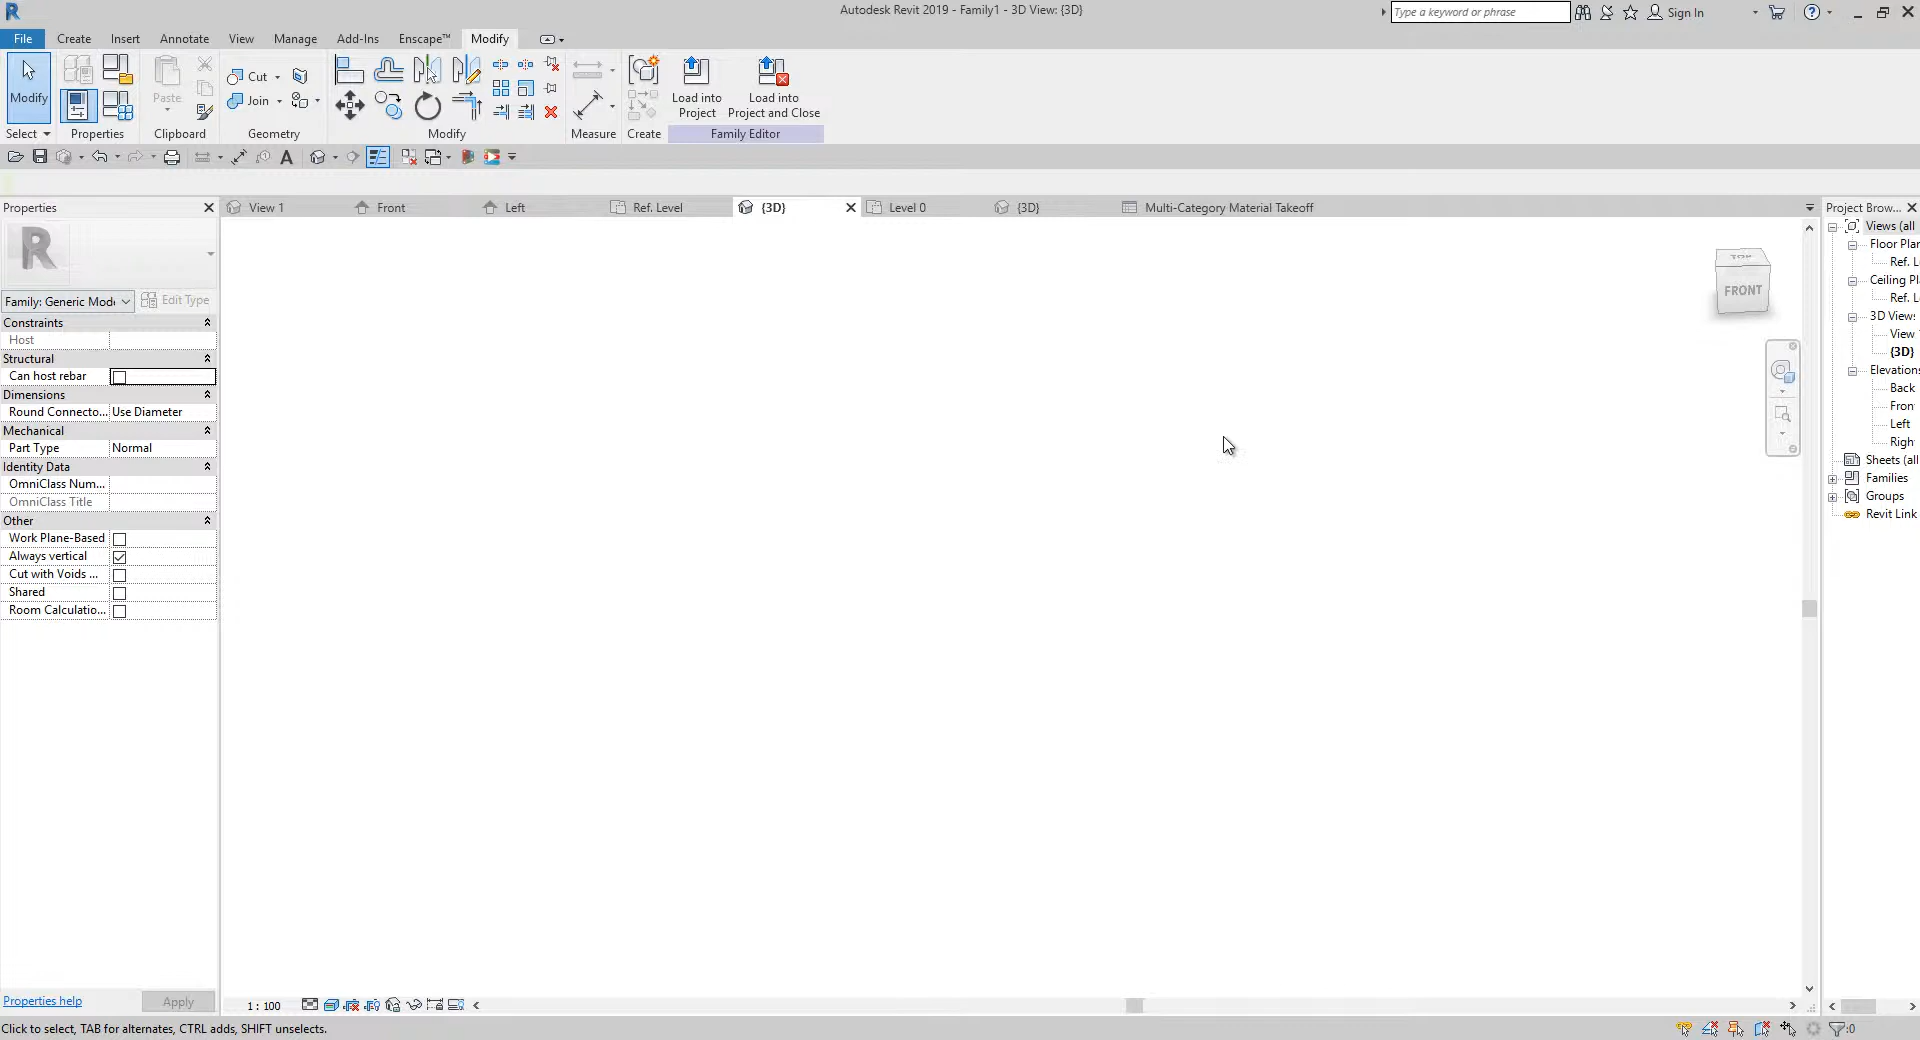 Autodesk Revit 2019 - Family1 - 3D View: {3D}
Type a keyword or phrase
Sign In
File
Create
Insert
Annotate
View
Manage
Add-Ins
Enscape™
Modify
Modify
Paste
Cut
Join
Load into
Project
Load into
Project and Close
Select
Properties
Clipboard
Geometry
Modify
Measure
Create
Family Editor
Properties
View 1
Front
Left
Ref. Level
{3D}
Level 0
{3D}
Multi-Category Material Takeoff
Project Brow...
Family: Generic Mod
Edit Type
Constraints
Host
Structural
Can host rebar
Dimensions
Round Connecto... Use Diameter
Mechanical
Part Type Normal
Identity Data
OmniClass Num...
OmniClass Title
Other
Work Plane-Based
Always vertical
Cut with Voids ...
Shared
Room Calculatio...
Properties help
Apply
TOP
FRONT
Views (all
Floor Plar
Ref. L
Ceiling Pl
Ref. L
3D Views
View
{3D}
Elevations
Back
Fron
Left
Righ
Sheets (all
Families
Groups
Revit Link
1 : 100
Click to select, TAB for alternates, CTRL adds, SHIFT unselects.
:0